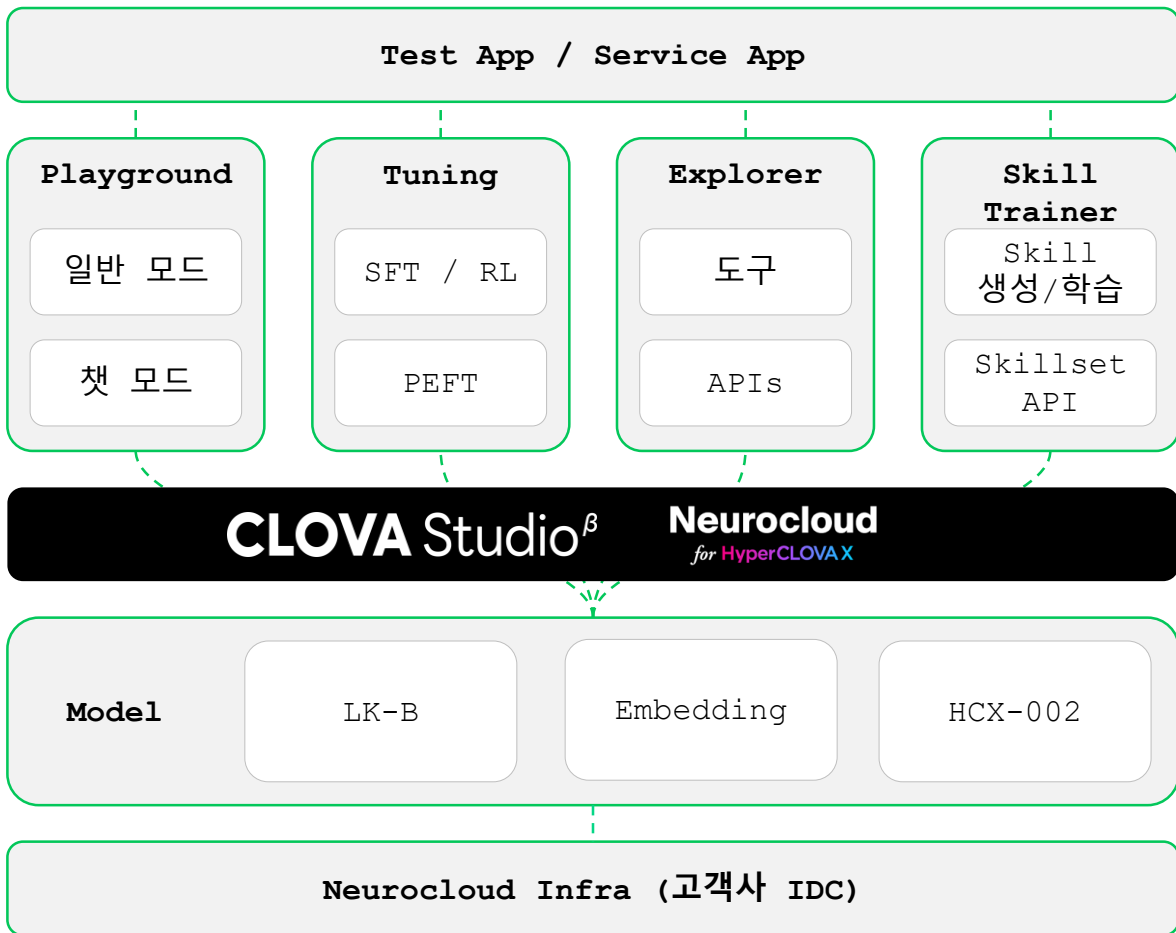 Test App / Service App
Playground
일반 모드
챗 모드
Tuning
SFT / RL
PEFT
Explorer
도구
APIs
Skill
Trainer
Skill
생성/학습
Skillset
API
CLOVA Studio β
Neurocloud
for HyperCLOVA X
Model
LK-B
Embedding
HCX-002
Neurocloud Infra (고객사 IDC)